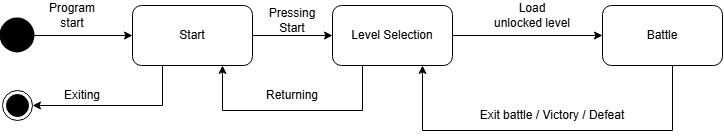 Program
start
Start
Pressing
Start
Level Selection
Load
unlocked level
Battle
Exiting
Returning
Exit battle / Victory / Defeat